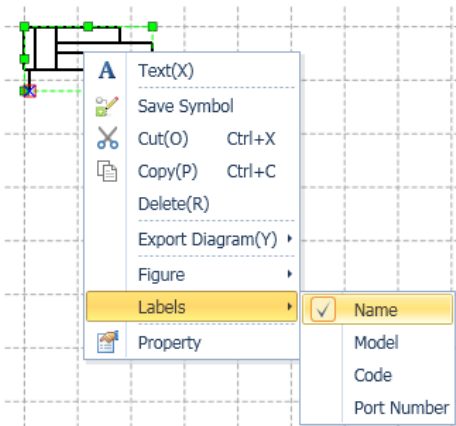 Text(X)
Save Symbol
Cut(O) Ctrl+X
Copy(P) Ctrl+C
Delete(R)
Export Diagram(Y)
Figure
Labels
Name
Property
Model
Code
Port Number